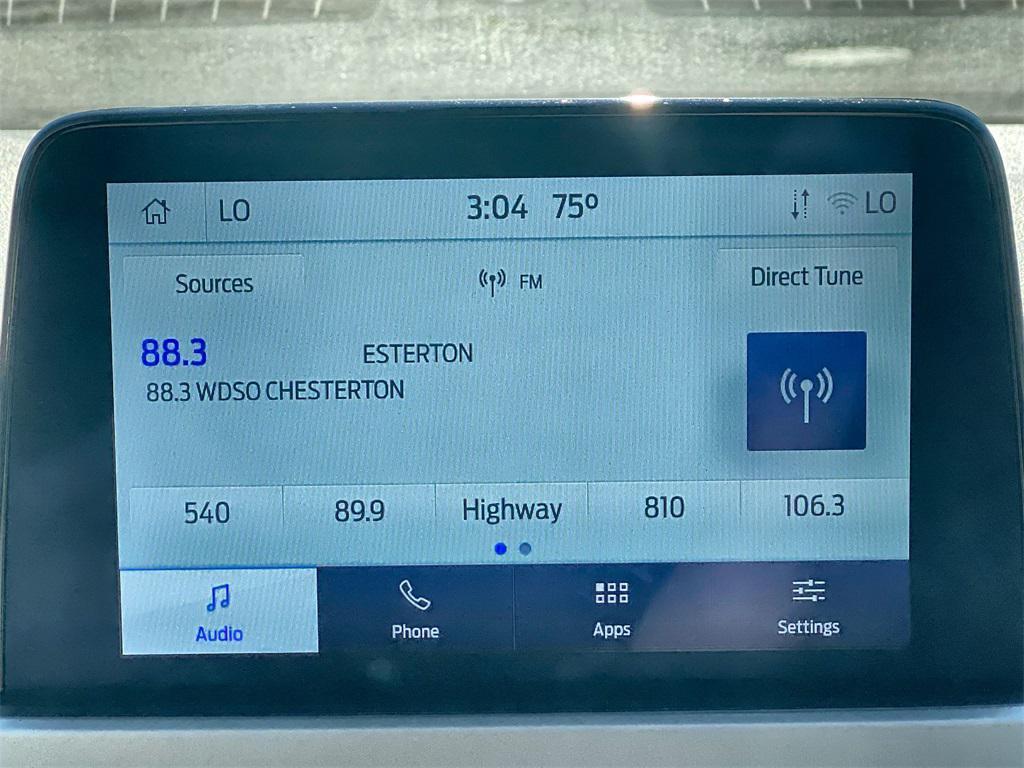 LO 3:04 75° LO
Sources FM Direct Tune
88.3 ESTERTON
88.3 WDSO CHESTERTON
540 89.9 Highway 810 106.3
Audio Phone Apps Settings